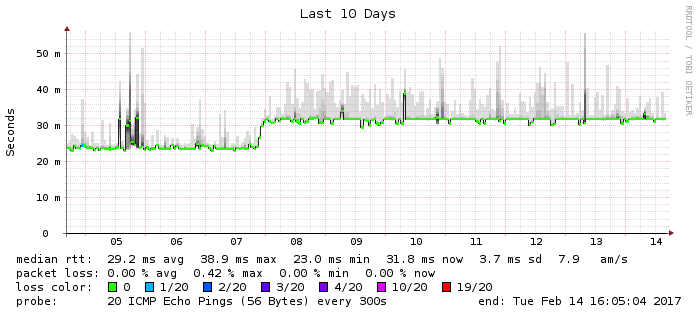 Last 10 Days
RRDTOOL / TOBI OETIKER
Seconds
50 m
40 m
30 m
20 m
10 m
0
05 06 07 08 09 10 11 12 13 14
median rtt: 29.2 ms avg 38.9 ms max 23.0 ms min 31.8 ms now 3.7 ms sd 7.9 am/s
packet loss: 0.00 % avg 0.42 % max 0.00 % min 0.00 % now
loss color: 0 1/20 2/20 3/20 4/20 10/20 19/20
probe: 20 ICMP Echo Pings (56 Bytes) every 300s end: Tue Feb 14 16:05:04 2017